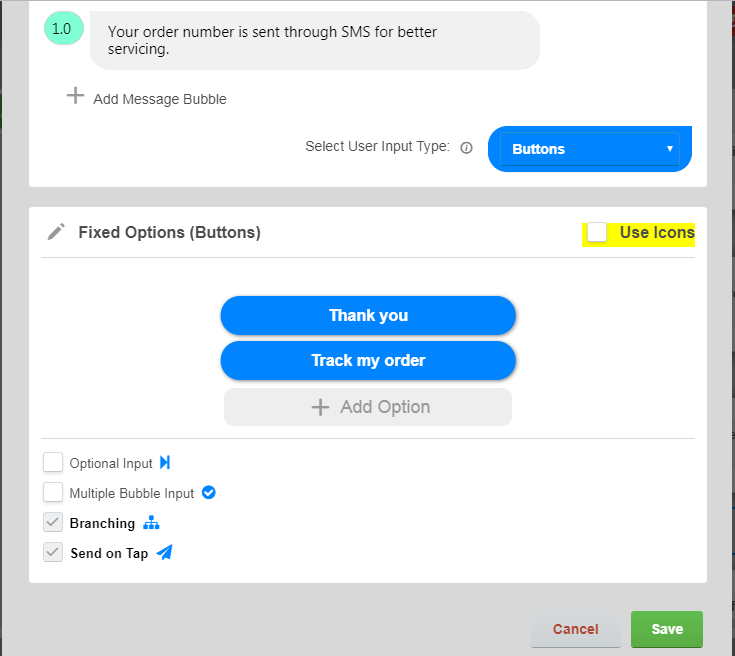 1.0
Your order number is sent through SMS for better
servicing.
Add Message Bubble
Select User Input Type:
Buttons
Fixed Options (Buttons)
Use Icons
Thank you
Track my order
Add Option
Optional Input
Multiple Bubble Input
Branching
Send on Tap
Cancel
Save